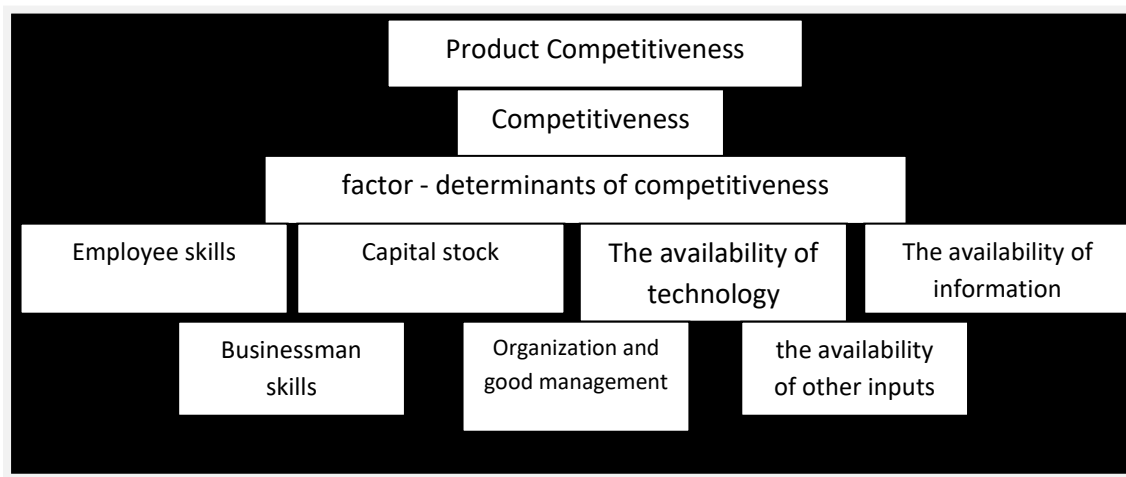 Product Competitiveness
Competitiveness
factor - determinants of competitiveness
Employee skills
Capital stock
The availability of
technology
The availability of
information
Businessman
skills
Organization and
good management
the availability
of other inputs